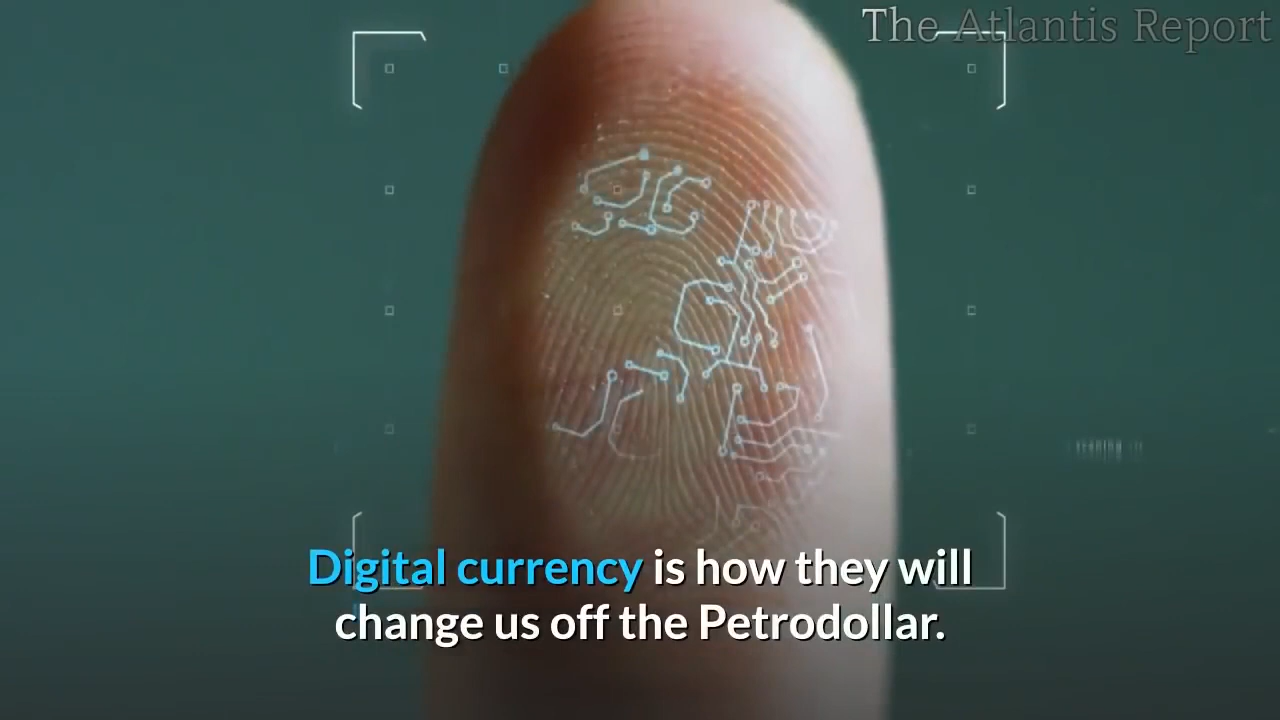 The Atlantis Report
Digital currency is how they will
change us off the Petrodollar.